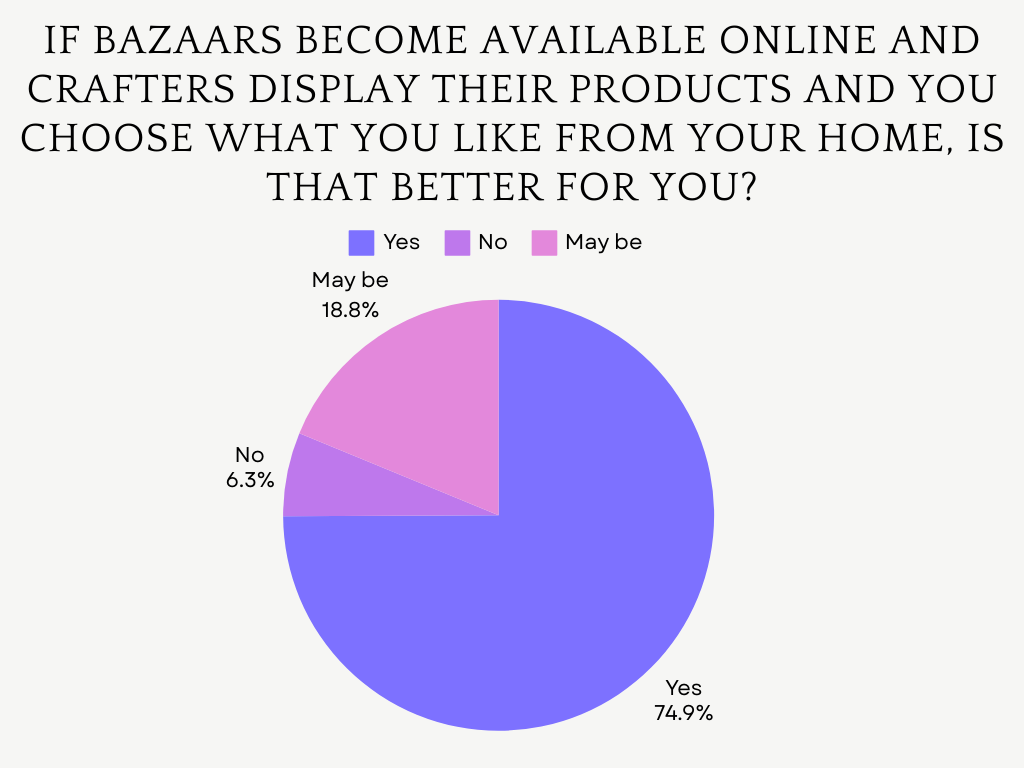 IF BAZAARS BECOME AVAILABLE ONLINE AND
CRAFTERS DISPLAY THEIR PRODUCTS AND YOU
CHOOSE WHAT YOU LIKE FROM YOUR HOME, IS
THAT BETTER FOR YOU?
Yes No May be
May be
18.8%
No
6.3%
Yes
74.9%